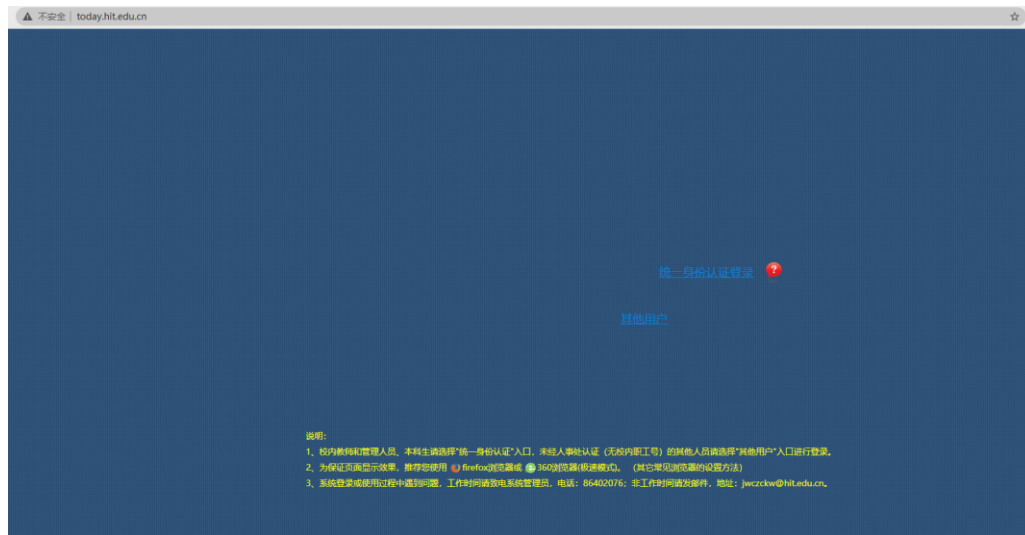 不安全 | today.hit.edu.cn
统一身份认证登录 ?
其他用户
说明:
1、校内教师和管理人员、本科生请选择"统一身份认证"入口，未经人事处认证（无校内职工号）的其他人员请选择"其他用户"入口进行登录。
2、为保证页面显示效果，推荐您使用 firefox浏览器或 360浏览器(极速模式)。（其它常见浏览器的设置方法）
3、系统登录或使用过程中遇到问题，工作时间请致电系统管理员，电话：86402076；非工作时间请发邮件，地址：jwczckw@hit.edu.cn。